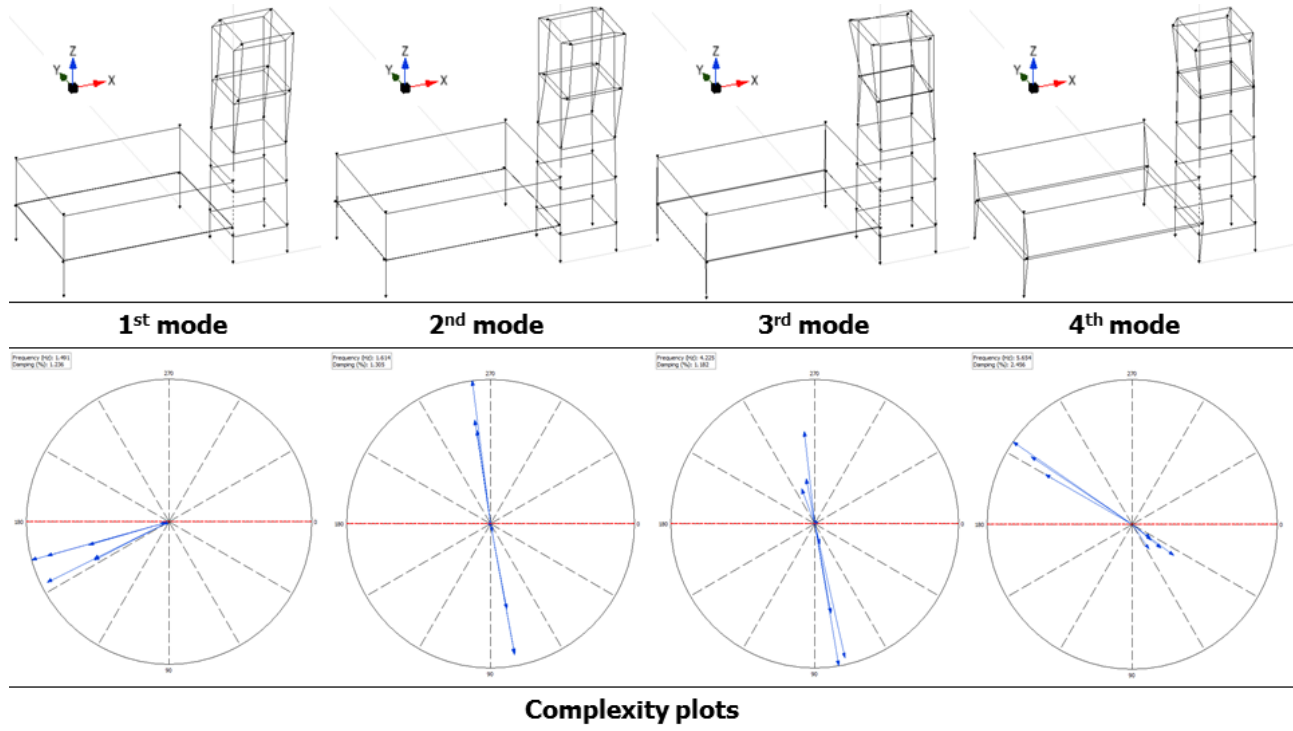 Z
Y
X
Z
Y
X
Z
Y
X
Z
Y
X
1st mode
2nd mode
3rd mode
4th mode
Frequency (Hz): 1.491
Damping (%): 1.236
Frequency (Hz): 1.614
Damping (%): 1.305
Frequency (Hz): 4.225
Damping (%): 1.182
Frequency (Hz): 5.654
Damping (%): 2.456
270
270
270
270
180
0
180
0
180
0
180
0
90
90
90
90
Complexity plots